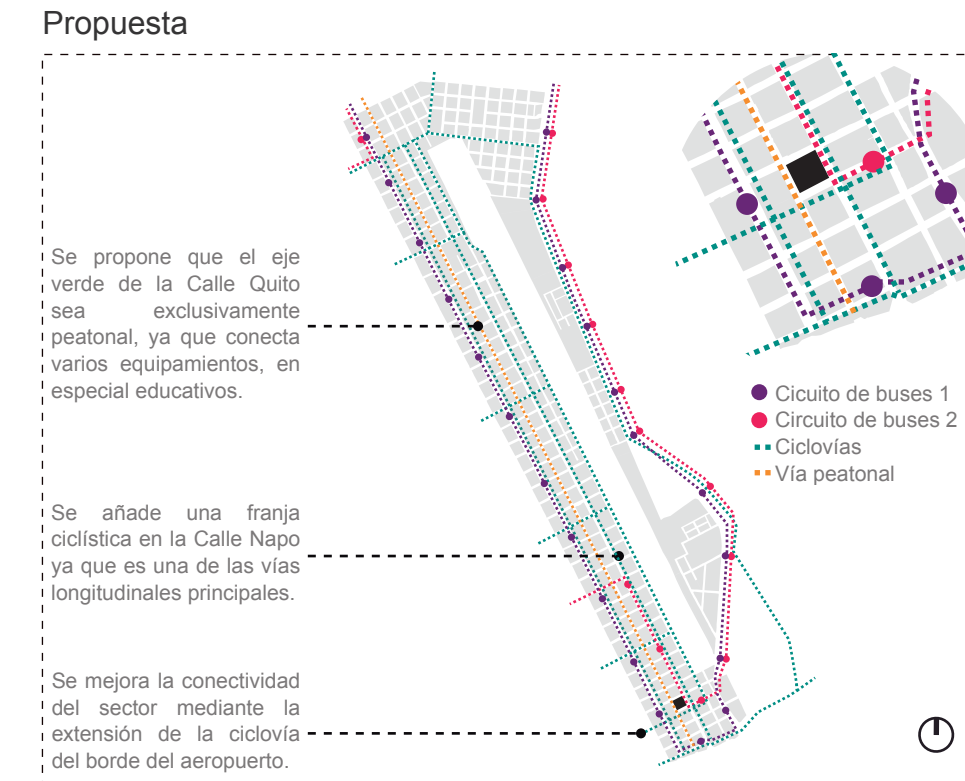 Propuesta
Se propone que el eje
verde de la Calle Quito
sea exclusivamente
peatonal, ya que conecta
varios equipamientos, en
especial educativos.
Cicuito de buses 1
Circuito de buses 2
Ciclovías
Vía peatonal
Se añade una franja
ciclística en la Calle Napo
ya que es una de las vías
longitudinales principales.
Se mejora la conectividad
del sector mediante la
extensión de la ciclovía
del borde del aeropuerto.